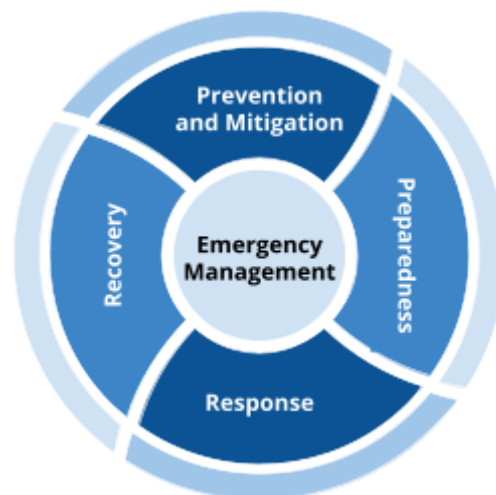 Prevention
and Mitigation
Preparedness
Emergency
Management
Recovery
Response